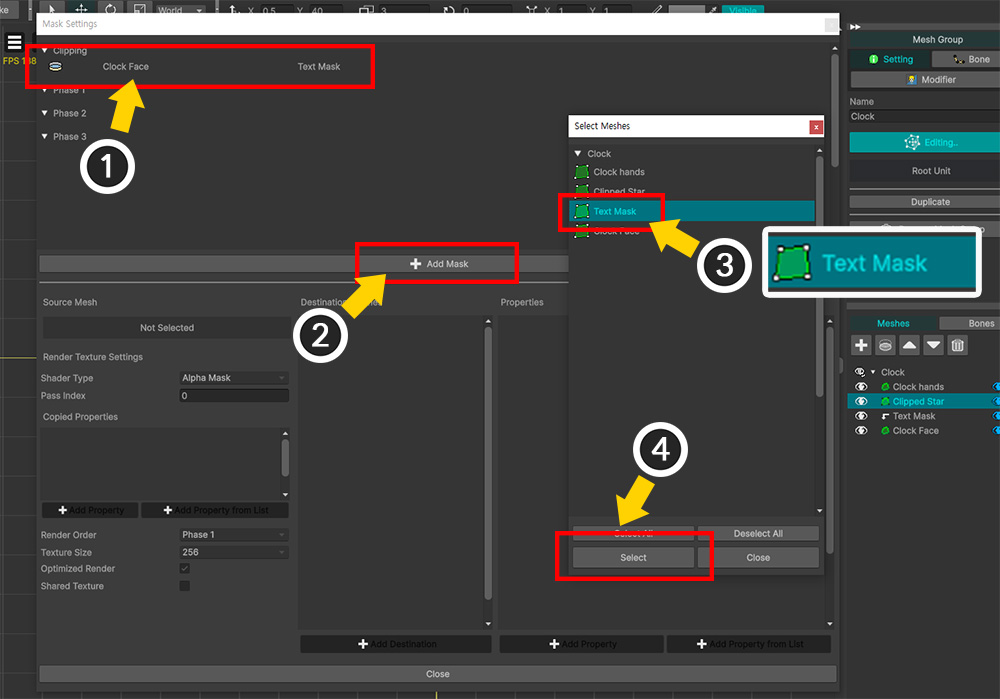 ke
World
X 0.5 Y 40
3
0
X 1 Y 1
Visible
Mask Settings
FPS
Clipping
Clock Face Text Mask
Phase 1
Phase 2
Phase 3
1
Add Mask
2
Source Mesh
Not Selected
Render Texture Settings
Shader Type Alpha Mask
Pass Index 0
Copied Properties
Add Property
Add Property from List
Render Order Phase 1
Texture Size 256
Optimized Render
Shared Texture
Destination
Add Destination
Properties
Add Property
Add Property from List
Close
Select Meshes
x
Clock
Clock hands
Clipped Star
Text Mask
Clock Face
3
Text Mask
4
Select All
Deselect All
Select
Close
Mesh Group
Setting
Bone
Modifier
Name
Clock
Editing..
Root Unit
Duplicate
Meshes
Bones
Clock
Clock hands
Clipped Star
Text Mask
Clock Face